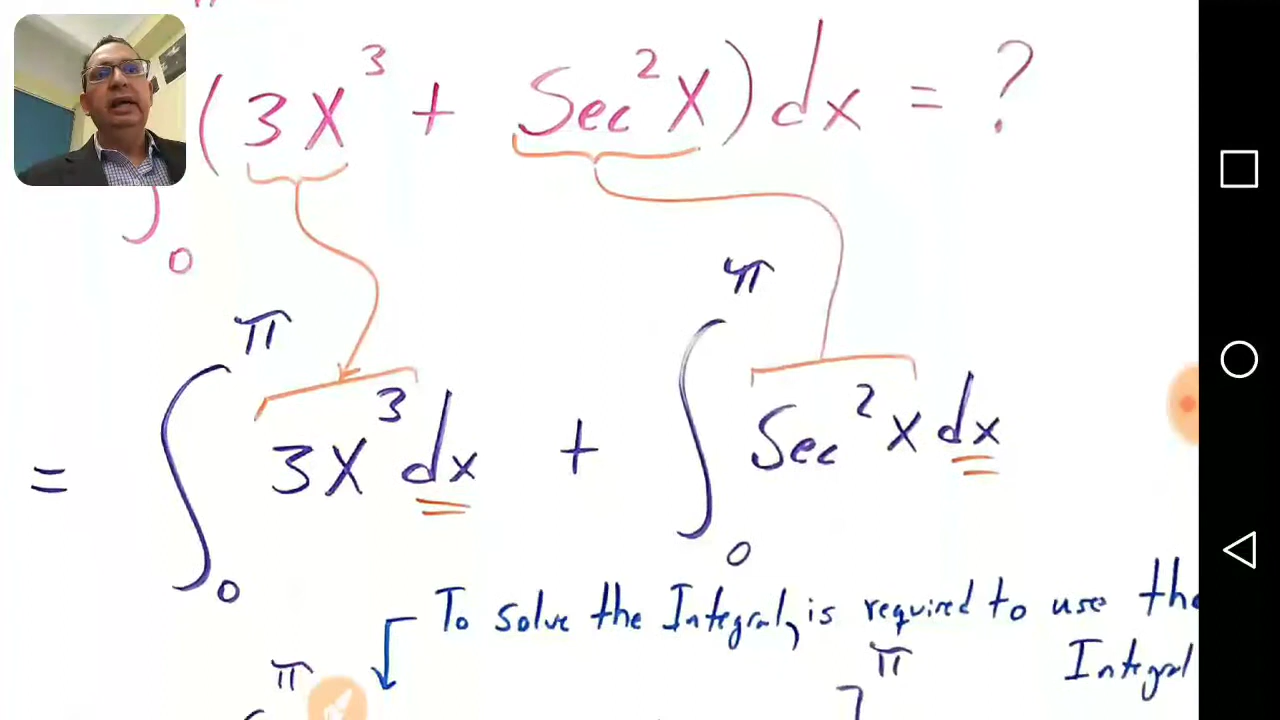 (3x³ + Sec²x)dx = ?
0
π π
= ∫ 3x³ dx + ∫ Sec²x dx
0 0
To solve the Integral, is required to use the
π π Integral